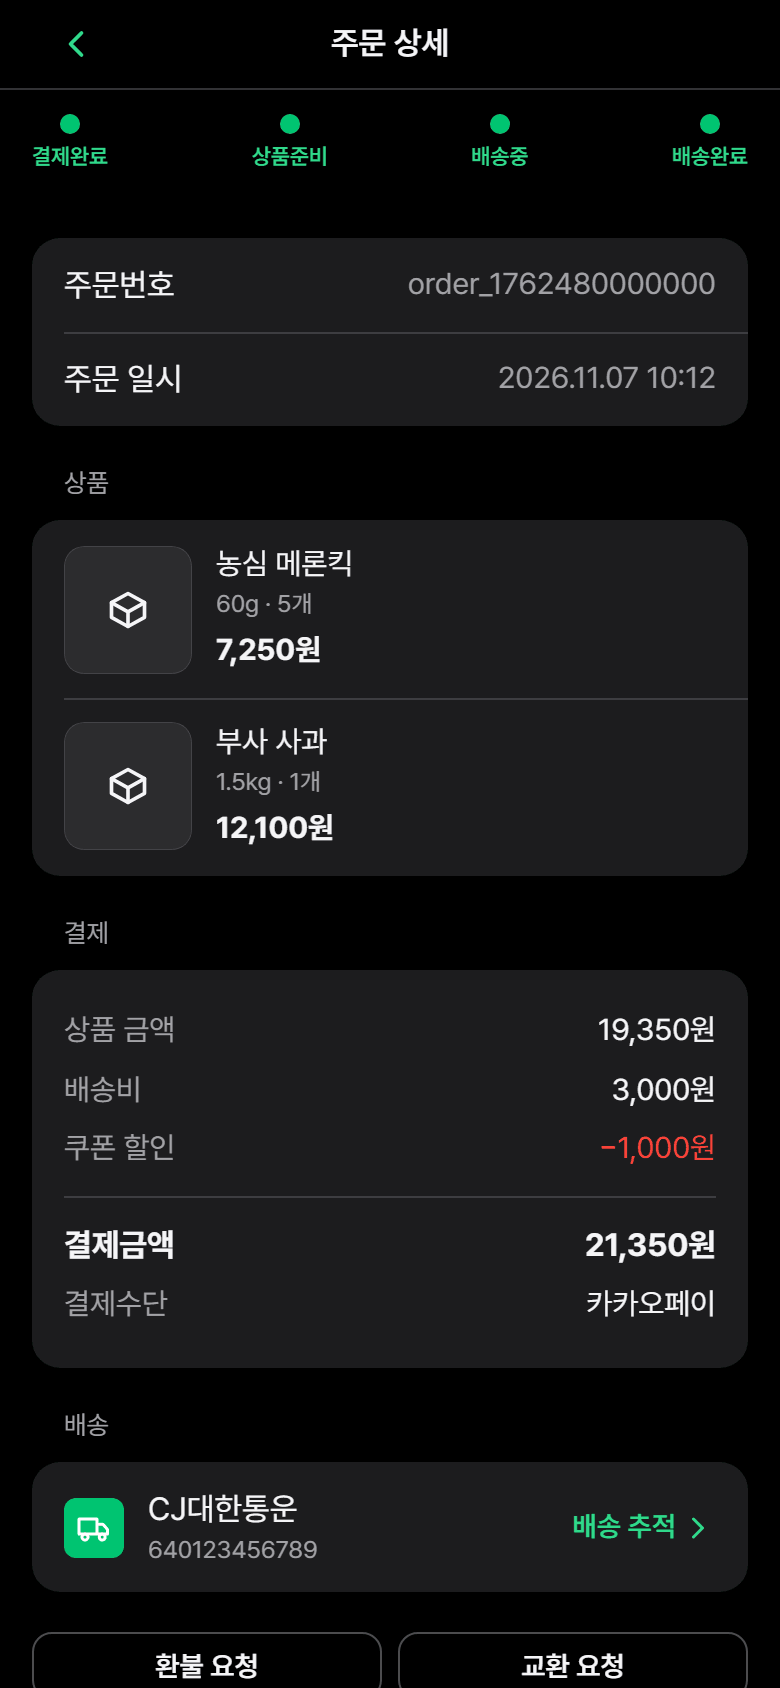 주문 상세
결제완료
상품준비
배송중
배송완료
주문번호
order_1762480000000
주문 일시
2026.11.07 10:12
상품
농심 메론킥
60g · 5개
7,250원
부사 사과
1.5kg · 1개
12,100원
결제
상품 금액
19,350원
배송비
3,000원
쿠폰 할인
−1,000원
결제금액
21,350원
결제수단
카카오페이
배송
CJ대한통운
640123456789
배송 추적
환불 요청
교환 요청